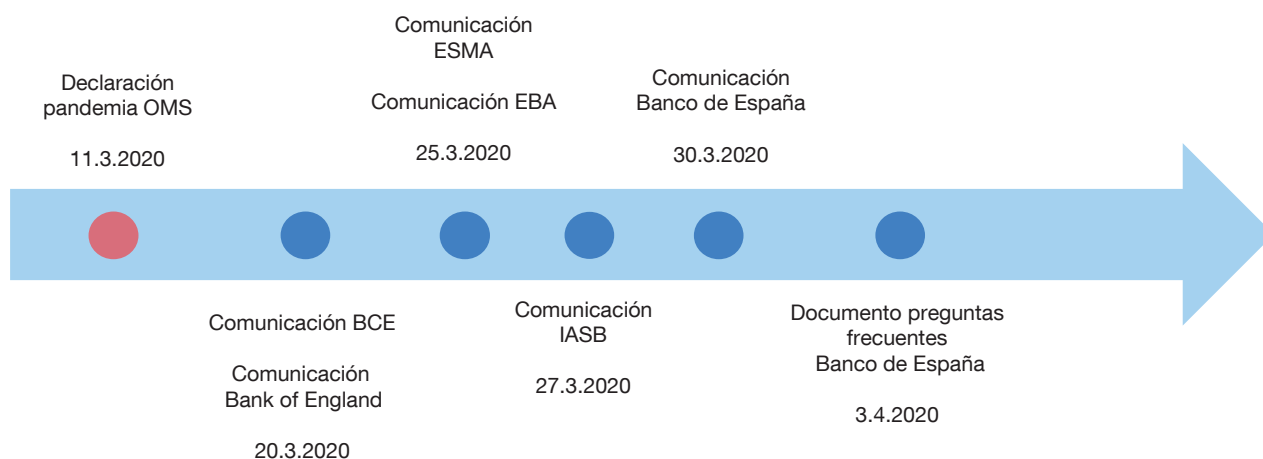 Declaración
pandemia OMS
11.3.2020
Comunicación BCE
Comunicación
Bank of England
20.3.2020
Comunicación
ESMA
Comunicación EBA
25.3.2020
Comunicación
IASB
27.3.2020
Comunicación
Banco de España
30.3.2020
Documento preguntas
frecuentes
Banco de España
3.4.2020